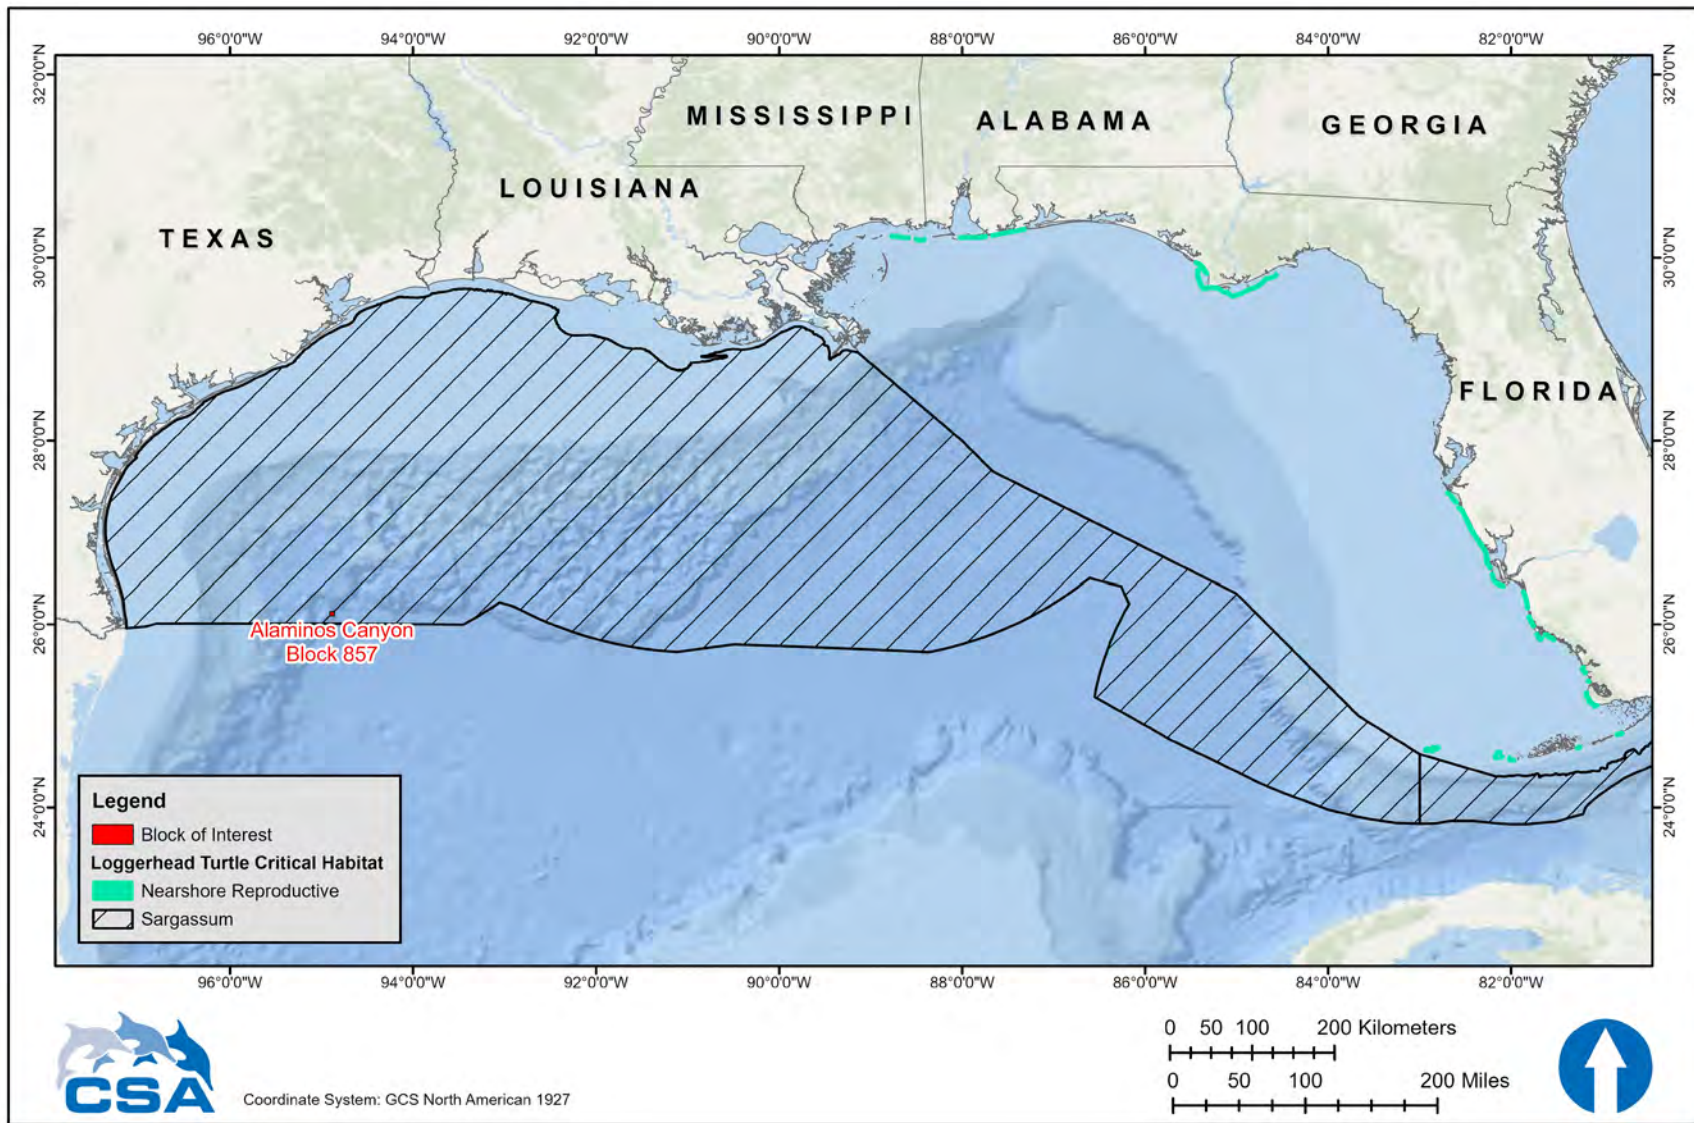 96°0'0"W 94°0'0"W 92°0'0"W 90°0'0"W 88°0'0"W 86°0'0"W 84°0'0"W 82°0'0"W
32°0'0"N
32°0'0"N
MISSISSIPPI
ALABAMA
GEORGIA
LOUISIANA
TEXAS
30°0'0"N
30°0'0"N
FLORIDA
28°0'0"N
28°0'0"N
26°0'0"N
26°0'0"N
Alaminos Canyon
Block 857
24°0'0"N
24°0'0"N
Legend
Block of Interest
Loggerhead Turtle Critical Habitat
Nearshore Reproductive
Sargassum
96°0'0"W 94°0'0"W 92°0'0"W 90°0'0"W 88°0'0"W 86°0'0"W 84°0'0"W 82°0'0"W
CSA
Coordinate System: GCS North American 1927
0 50 100 200 Kilometers
0 50 100 200 Miles